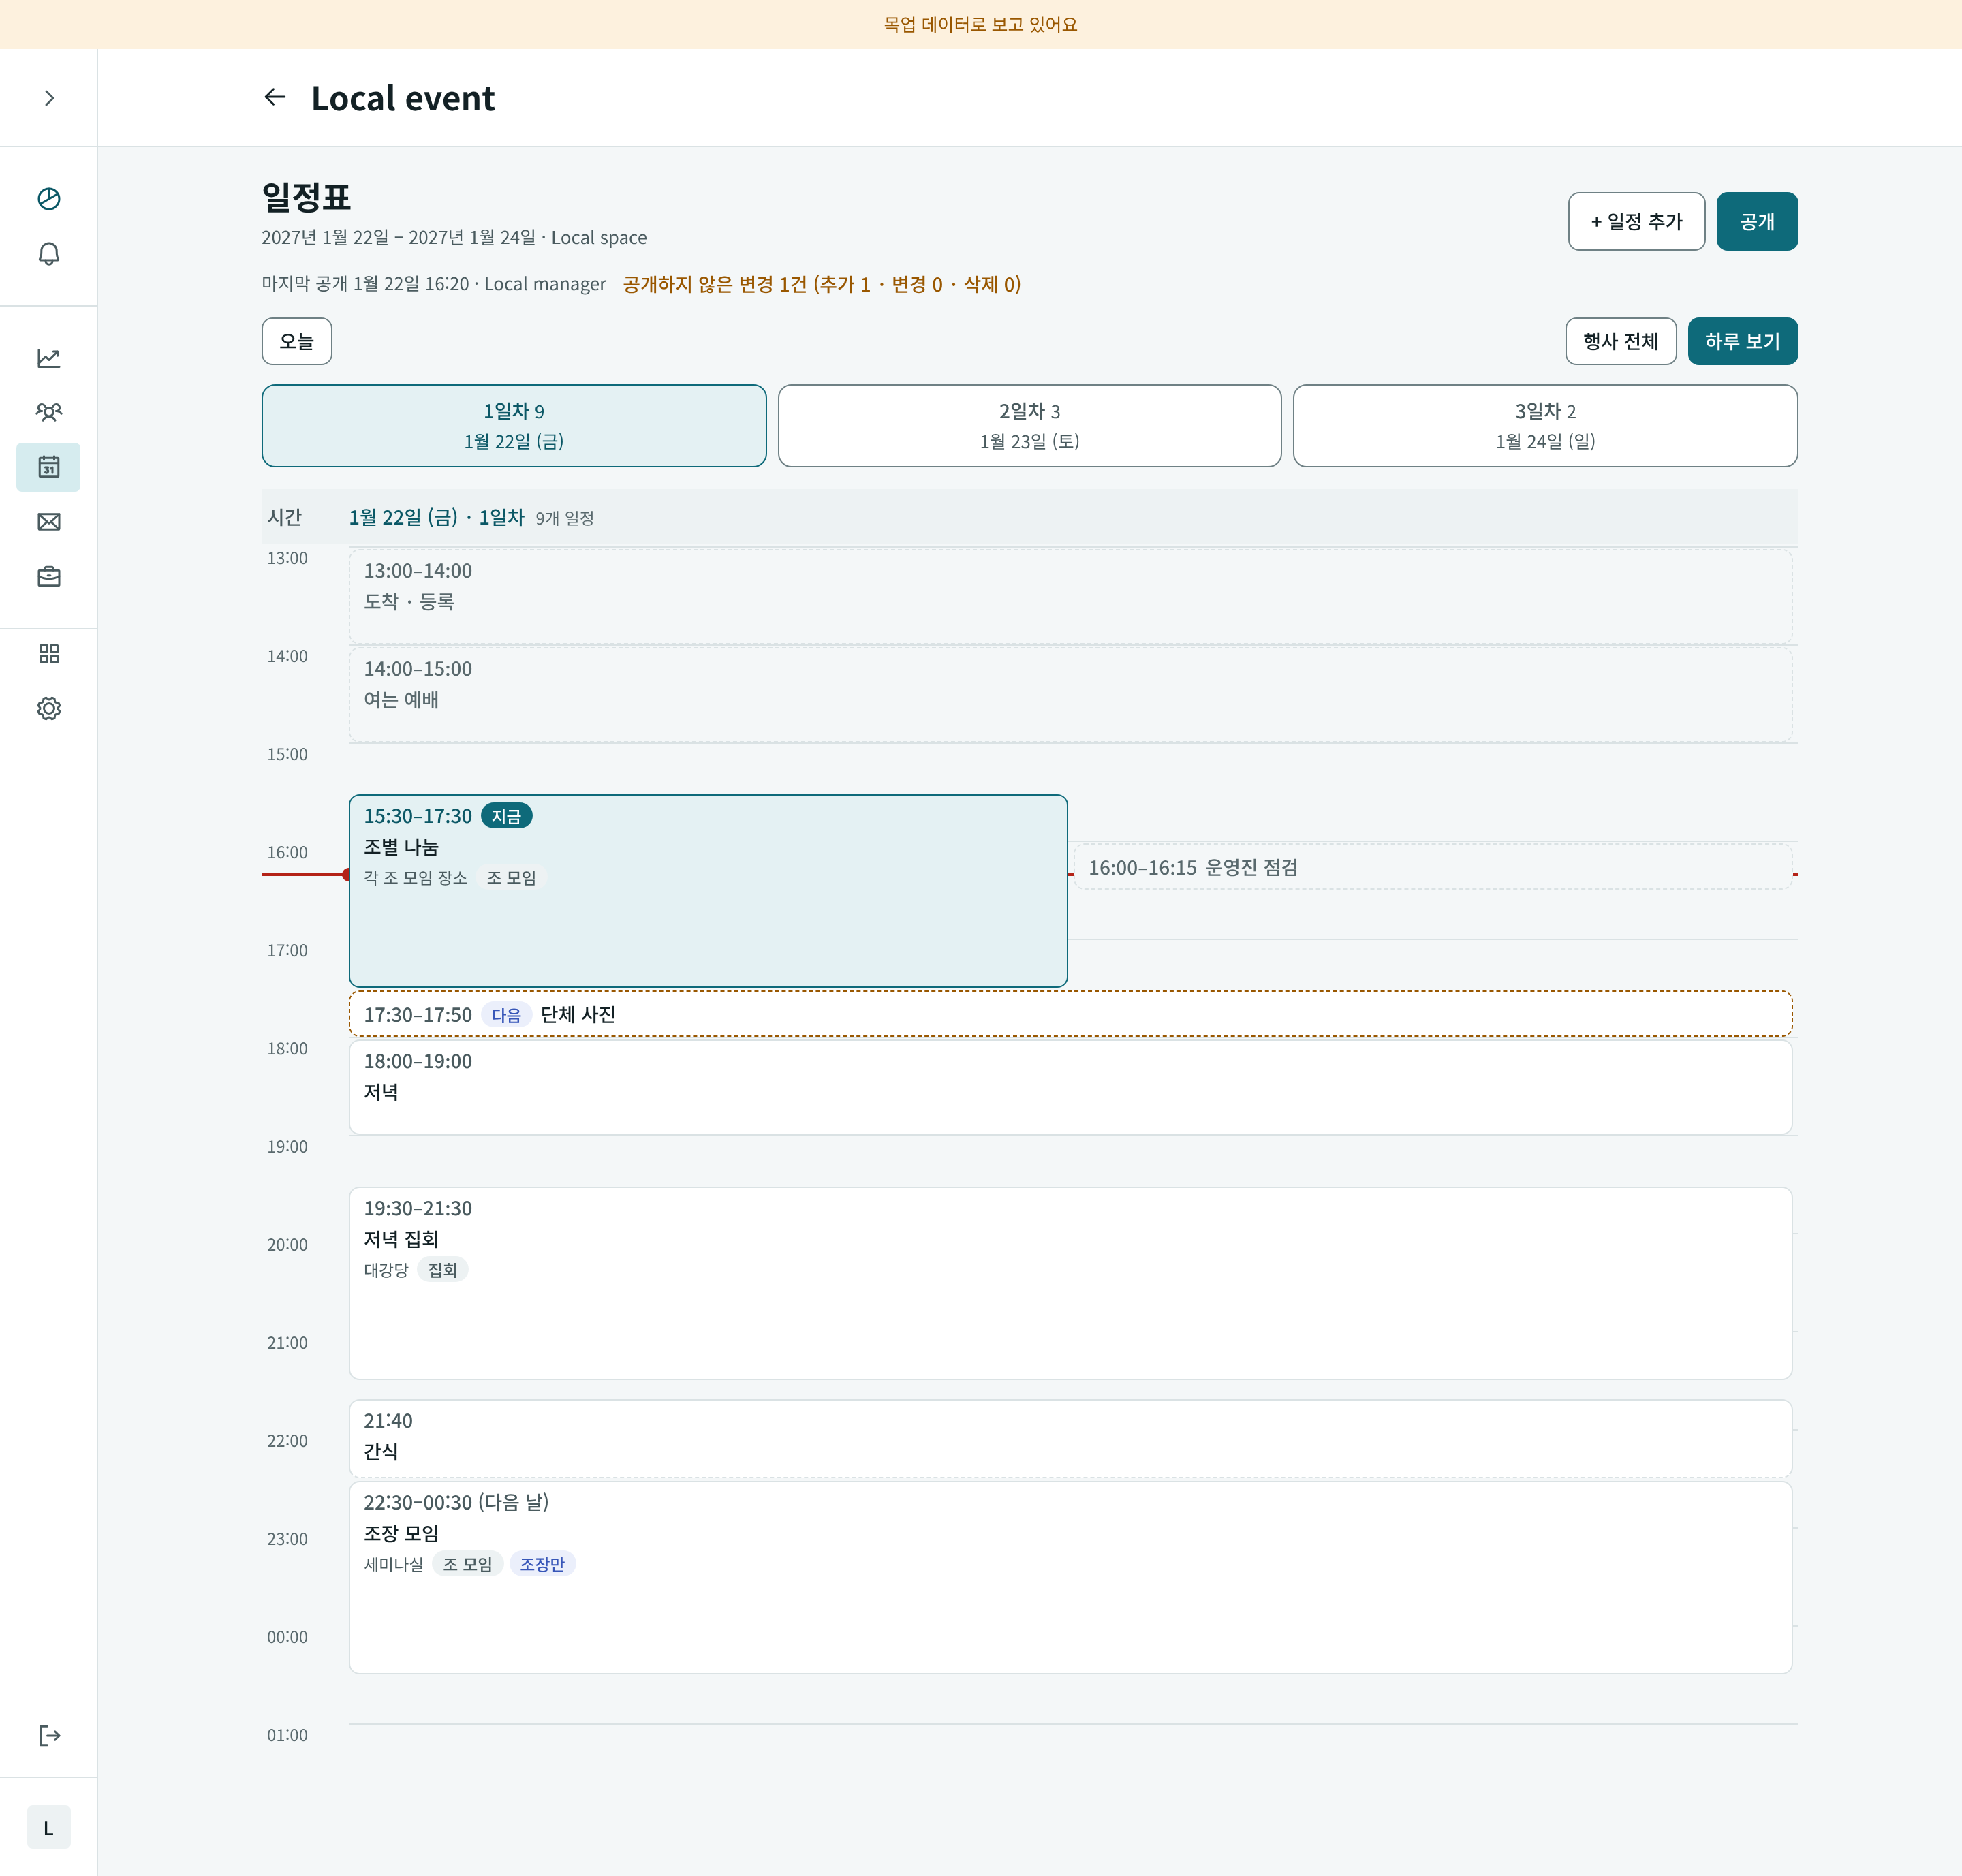 목업 데이터로 보고 있어요
Local event
일정표
2027년 1월 22일 – 2027년 1월 24일 · Local space
+ 일정 추가
공개
마지막 공개 1월 22일 16:20 · Local manager 공개하지 않은 변경 1건 (추가 1 · 변경 0 · 삭제 0)
오늘
행사 전체
하루 보기
1일차 9
1월 22일 (금)
2일차 3
1월 23일 (토)
3일차 2
1월 24일 (일)
31
시간
1월 22일 (금) · 1일차 9개 일정
13:00
13:00–14:00
도착 · 등록
14:00
14:00–15:00
여는 예배
15:00
15:30–17:30 지금
조별 나눔
각 조 모임 장소 조 모임
16:00
16:00–16:15 운영진 점검
17:00
17:30–17:50 다음 단체 사진
18:00
18:00–19:00
저녁
19:00
19:30–21:30
저녁 집회
대강당 집회
20:00
21:00
21:40
간식
22:00
22:30–00:30 (다음 날)
조장 모임
세미나실 조 모임 조장만
23:00
00:00
01:00
L